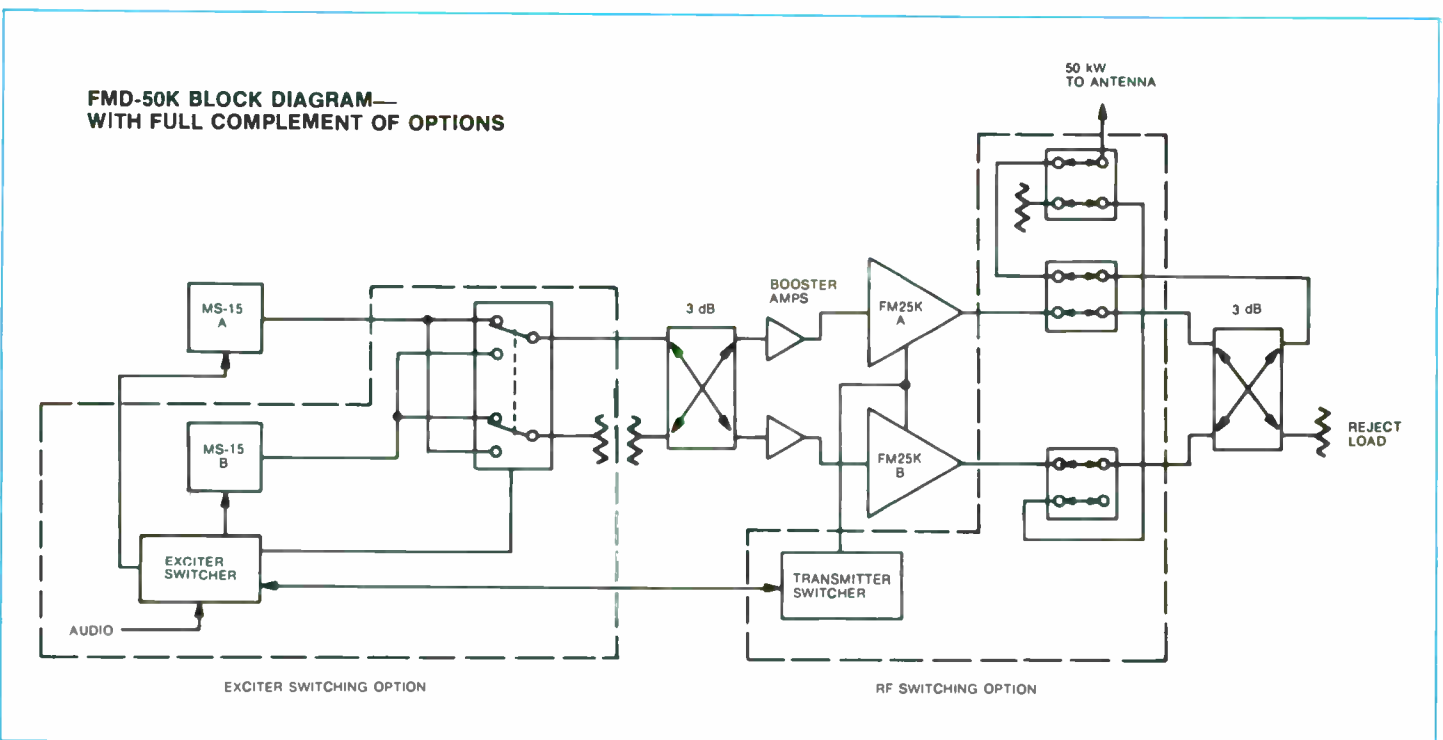 FMD-50K BLOCK DIAGRAM—
WITH FULL COMPLEMENT OF OPTIONS
50 kW
TO ANTENNA
MS-15
A
MS-15
B
EXCITER
SWITCHER
AUDIO
3 dB
BOOSTER
AMPS
FM25K
A
FM25K
B
TRANSMITTER
SWITCHER
3 dB
REJECT
LOAD
EXCITER SWITCHING OPTION
RF SWITCHING OPTION